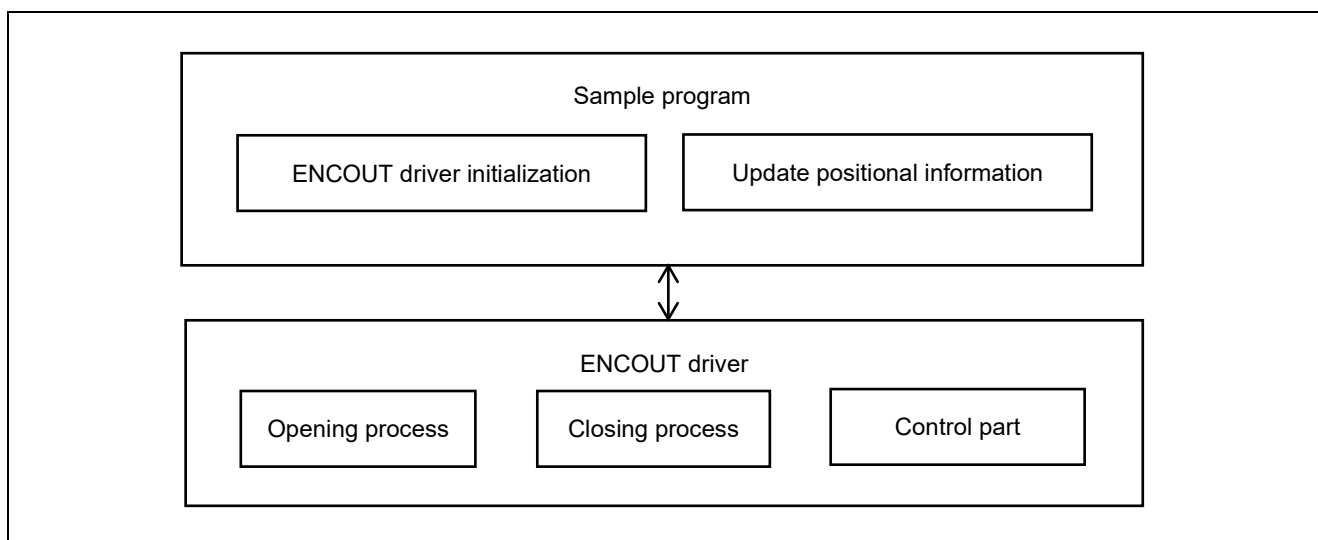 Sample program
ENCOUT driver initialization
Update positional information
ENCOUT driver
Opening process
Closing process
Control part